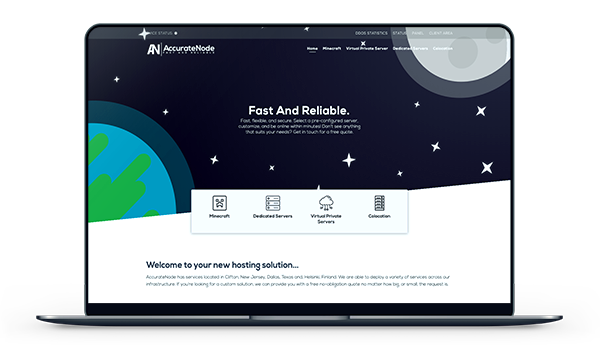 DDOS STATISTICS STATUS PANEL CLIENT AREA
AN AccurateNode
FAST AND RELIABLE
Home Minecraft Virtual Private Server Dedicated Servers Colocation
Fast And Reliable.
Fast, flexible, and secure. Select a pre-configured server,
customize, and be online within minutes! Don't see anything
that suits your needs? Get in touch for a free quote.
Minecraft Dedicated Servers Virtual Private Colocation
Servers
Welcome to your new hosting solution...
AccurateNode has services located in Clifton, New Jersey, Dallas, Texas and, Helsinki, Finland. We are able to deploy a variety of services across our
infrastructure. If you're looking for a custom solution, we can provide you with a free no-obligation quote no matter how big, or small, the request is.